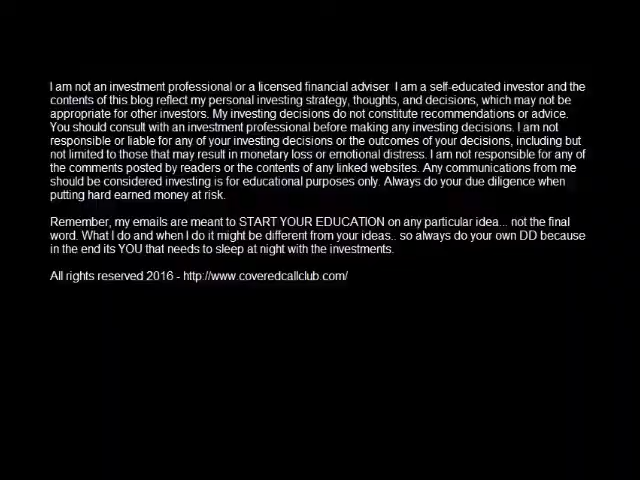 I am not an investment professional or a licensed financial adviser I am a self-educated investor and the
contents of this blog reflect my personal investing strategy, thoughts, and decisions, which may not be
appropriate for other investors. My investing decisions do not constitute recommendations or advice.
You should consult with an investment professional before making any investing decisions. I am not
responsible or liable for any of your investing decisions or the outcomes of your decisions, including but
not limited to those that may result in monetary loss or emotional distress. I am not responsible for any of
the comments posted by readers or the contents of any linked websites. Any communications from me
should be considered investing is for educational purposes only. Always do your due diligence when
putting hard earned money at risk.
Remember, my emails are meant to START YOUR EDUCATION on any particular idea... not the final
word. What I do and when I do it might be different from your ideas.. so always do your own DD because
in the end its YOU that needs to sleep at night with the investments.
All rights reserved 2016 - http://www.coveredcallclub.com/